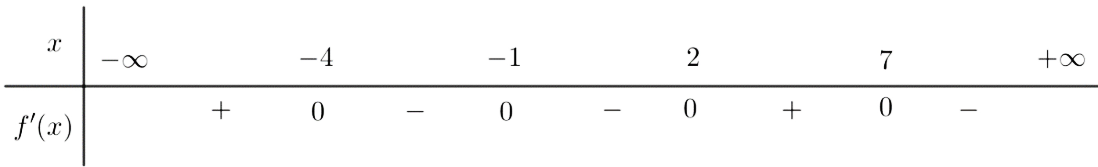 x −∞ −4 −1 2 7 +∞
f′(x) + 0 − 0 − 0 + 0 −